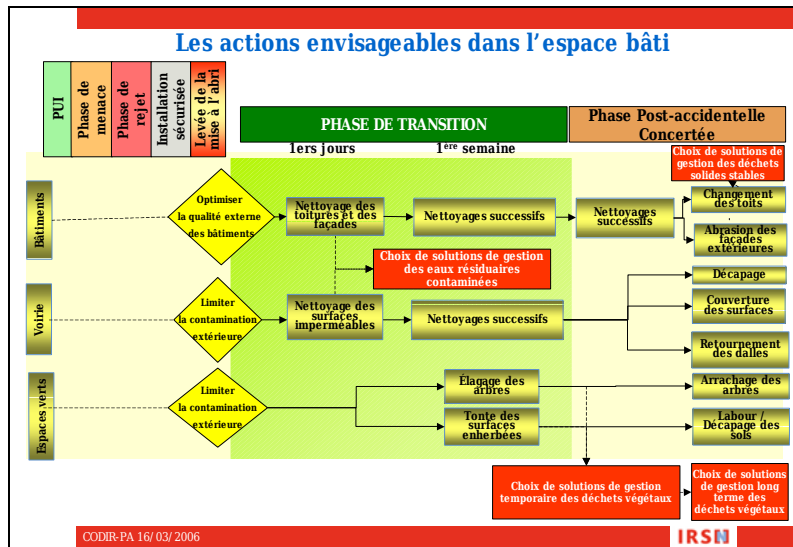 Les actions envisageables dans l'espace bâti
PUI
Phase de
menace
Phase de
rejet
Installation
sécurisée
Levée de la
mise à l'abri
PHASE DE TRANSITION
1ers jours
1ère semaine
Phase Post-accidentelle
Concertée
Choix de solutions de
gestion des déchets
solides stables
Bâtiments
Optimiser
la qualité externe
des bâtiments
Nettoyage des
toitures et des
façades
Nettoyages successifs
Nettoyages
successifs
Changement
des toits
Abrasion des
façades
extérieures
Choix de solutions de gestion
des eaux résiduaires
contaminées
Voirie
Limiter
la contamination
extérieure
Nettoyage des
surfaces
imperméables
Nettoyages successifs
Décapage
Couverture
des surfaces
Retournement
des dalles
Espaces verts
Limiter
la contamination
extérieure
Élagage des
arbres
Arrachage des
arbres
Tonte des
surfaces
enherbées
Labour /
Décapage des
sols
Choix de solutions de gestion
temporaire des déchets végétaux
Choix de solutions
de gestion long
terme des
déchets végétaux
CODIR-PA 16/03/2006
IRSN